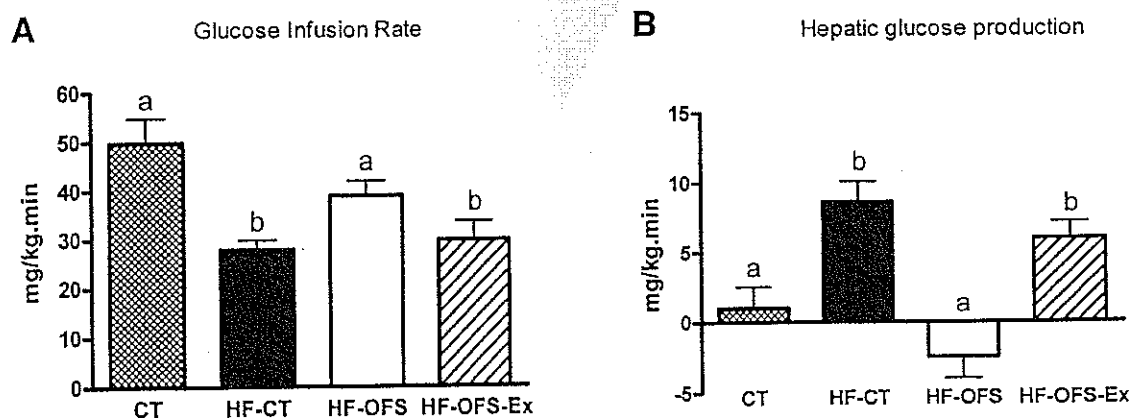 A
Glucose Infusion Rate
mg/kg.min
60
50
40
30
20
10
0
a
b
a
b
CT
HF-CT
HF-OFS
HF-OFS-Ex
B
Hepatic glucose production
mg/kg.min
15
10
5
0
-5
a
b
a
b
CT
HF-CT
HF-OFS
HF-OFS-Ex